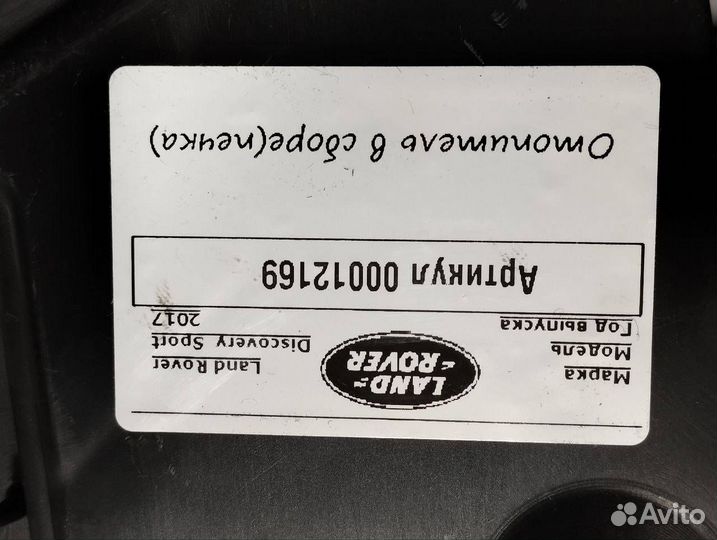 Марка Land Rover
Модель Discovery Sport
Год выпуска 2017
LAND-
ROVER
Артикул 00012169
Отопитель в сборе(печка)
Avito